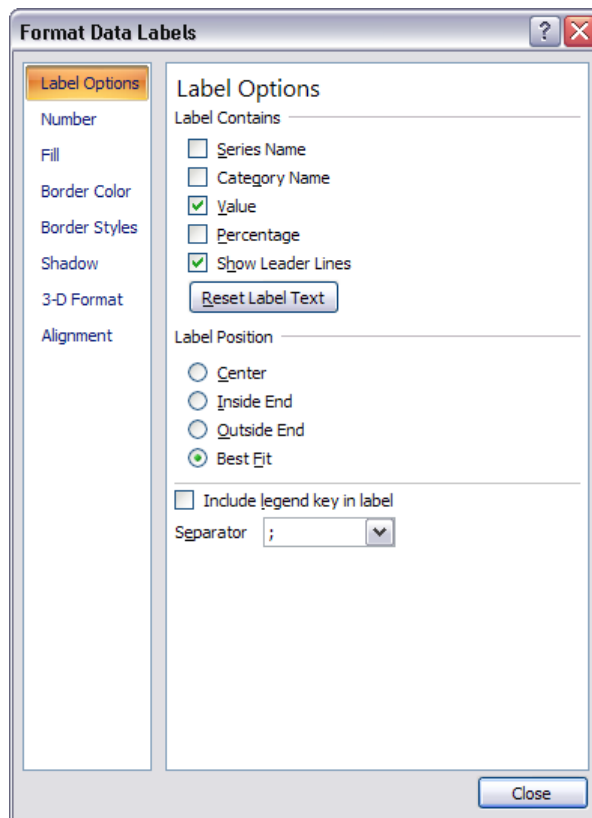 Format Data Labels
?
Label Options
Number
Fill
Border Color
Border Styles
Shadow
3-D Format
Alignment
Label Options
Label Contains
Series Name
Category Name
Value
Percentage
Show Leader Lines
Reset Label Text
Label Position
Center
Inside End
Outside End
Best Fit
Include legend key in label
Separator ;
Close